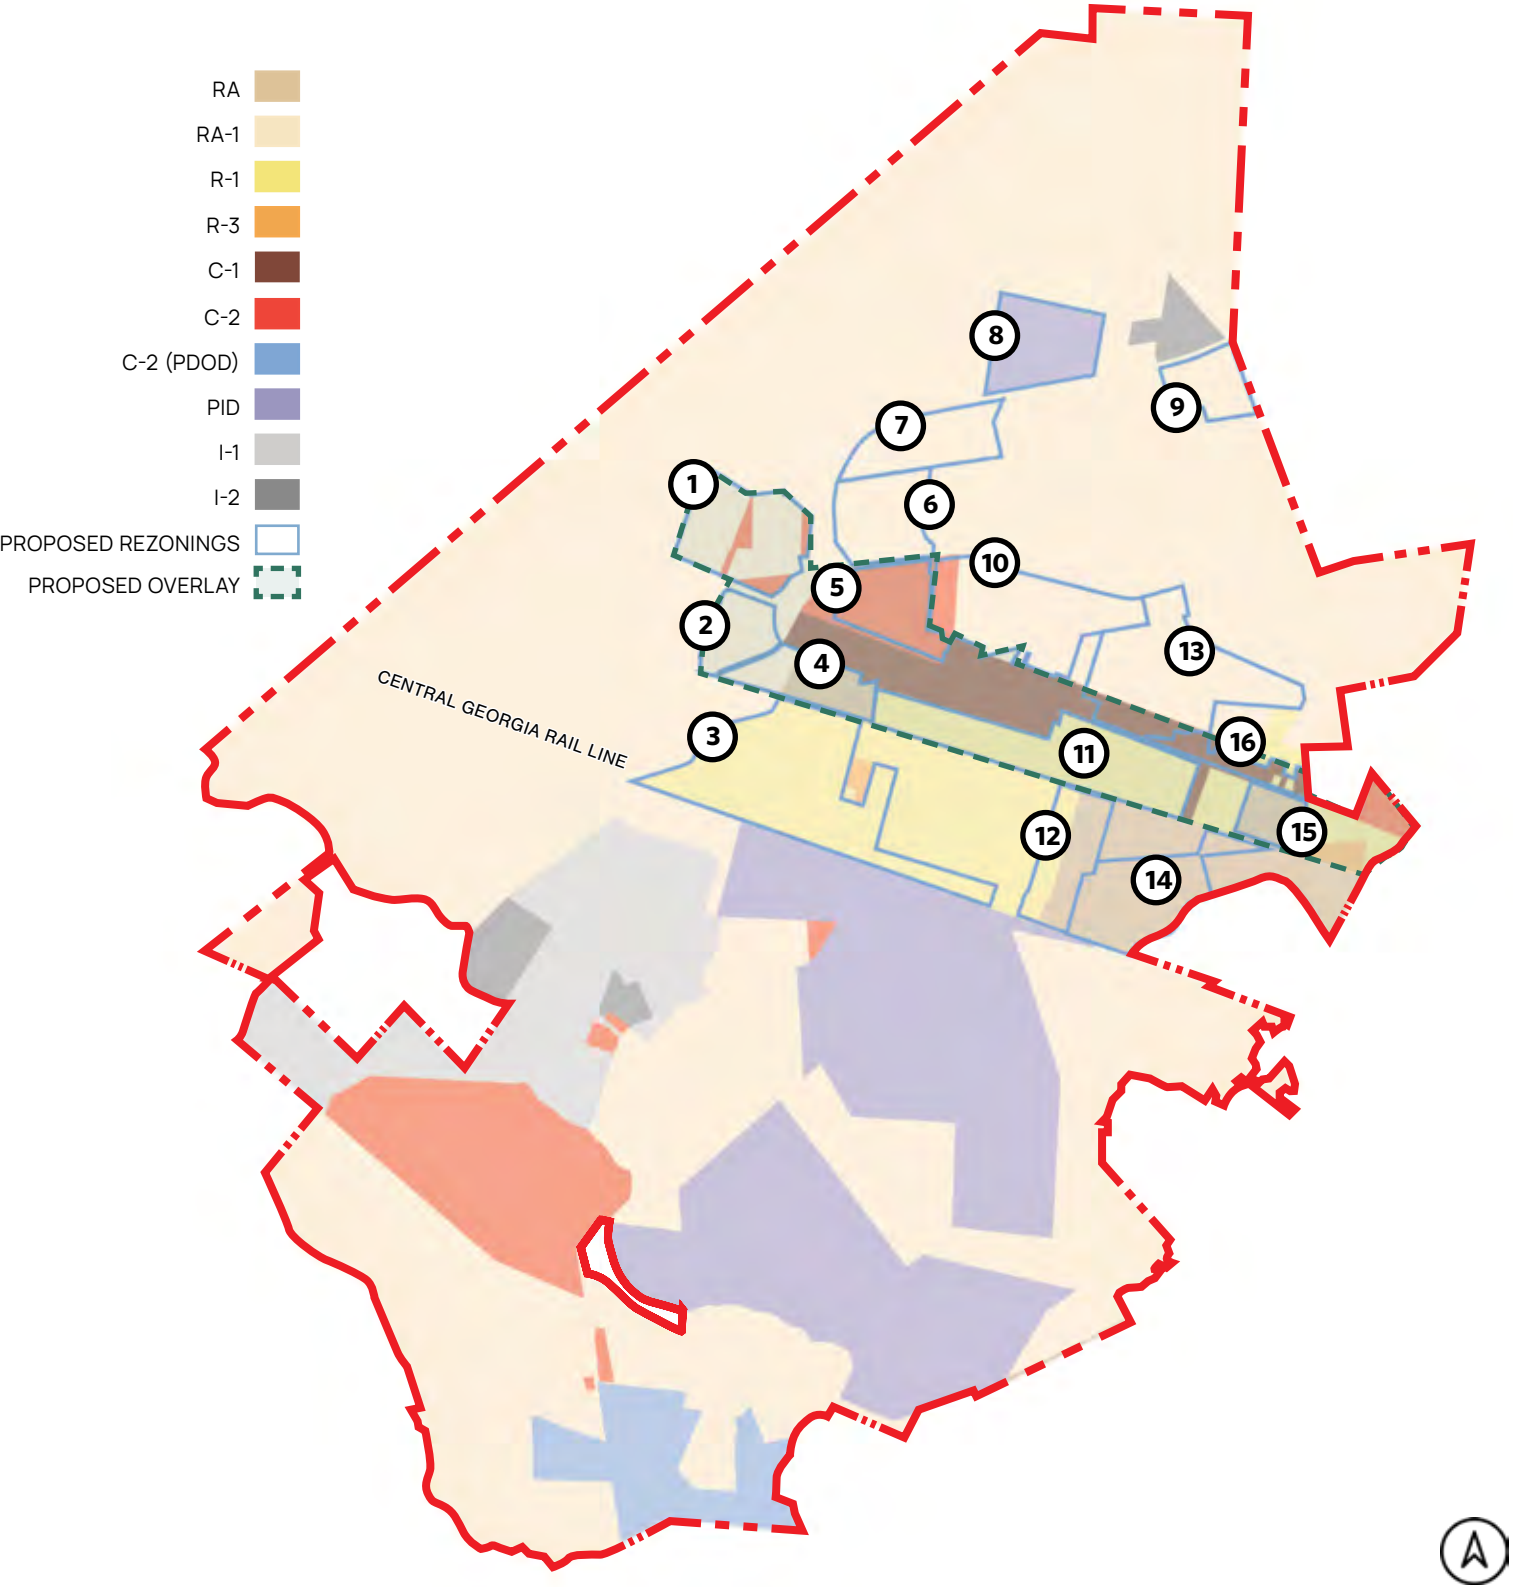 RA
RA-1
R-1
R-3
C-1
C-2
C-2 (PDOD)
PID
I-1
I-2
PROPOSED REZONINGS
PROPOSED OVERLAY
8
9
7
1
6
10
5
2
13
4
CENTRAL GEORGIA RAIL LINE
3
16
11
15
12
14